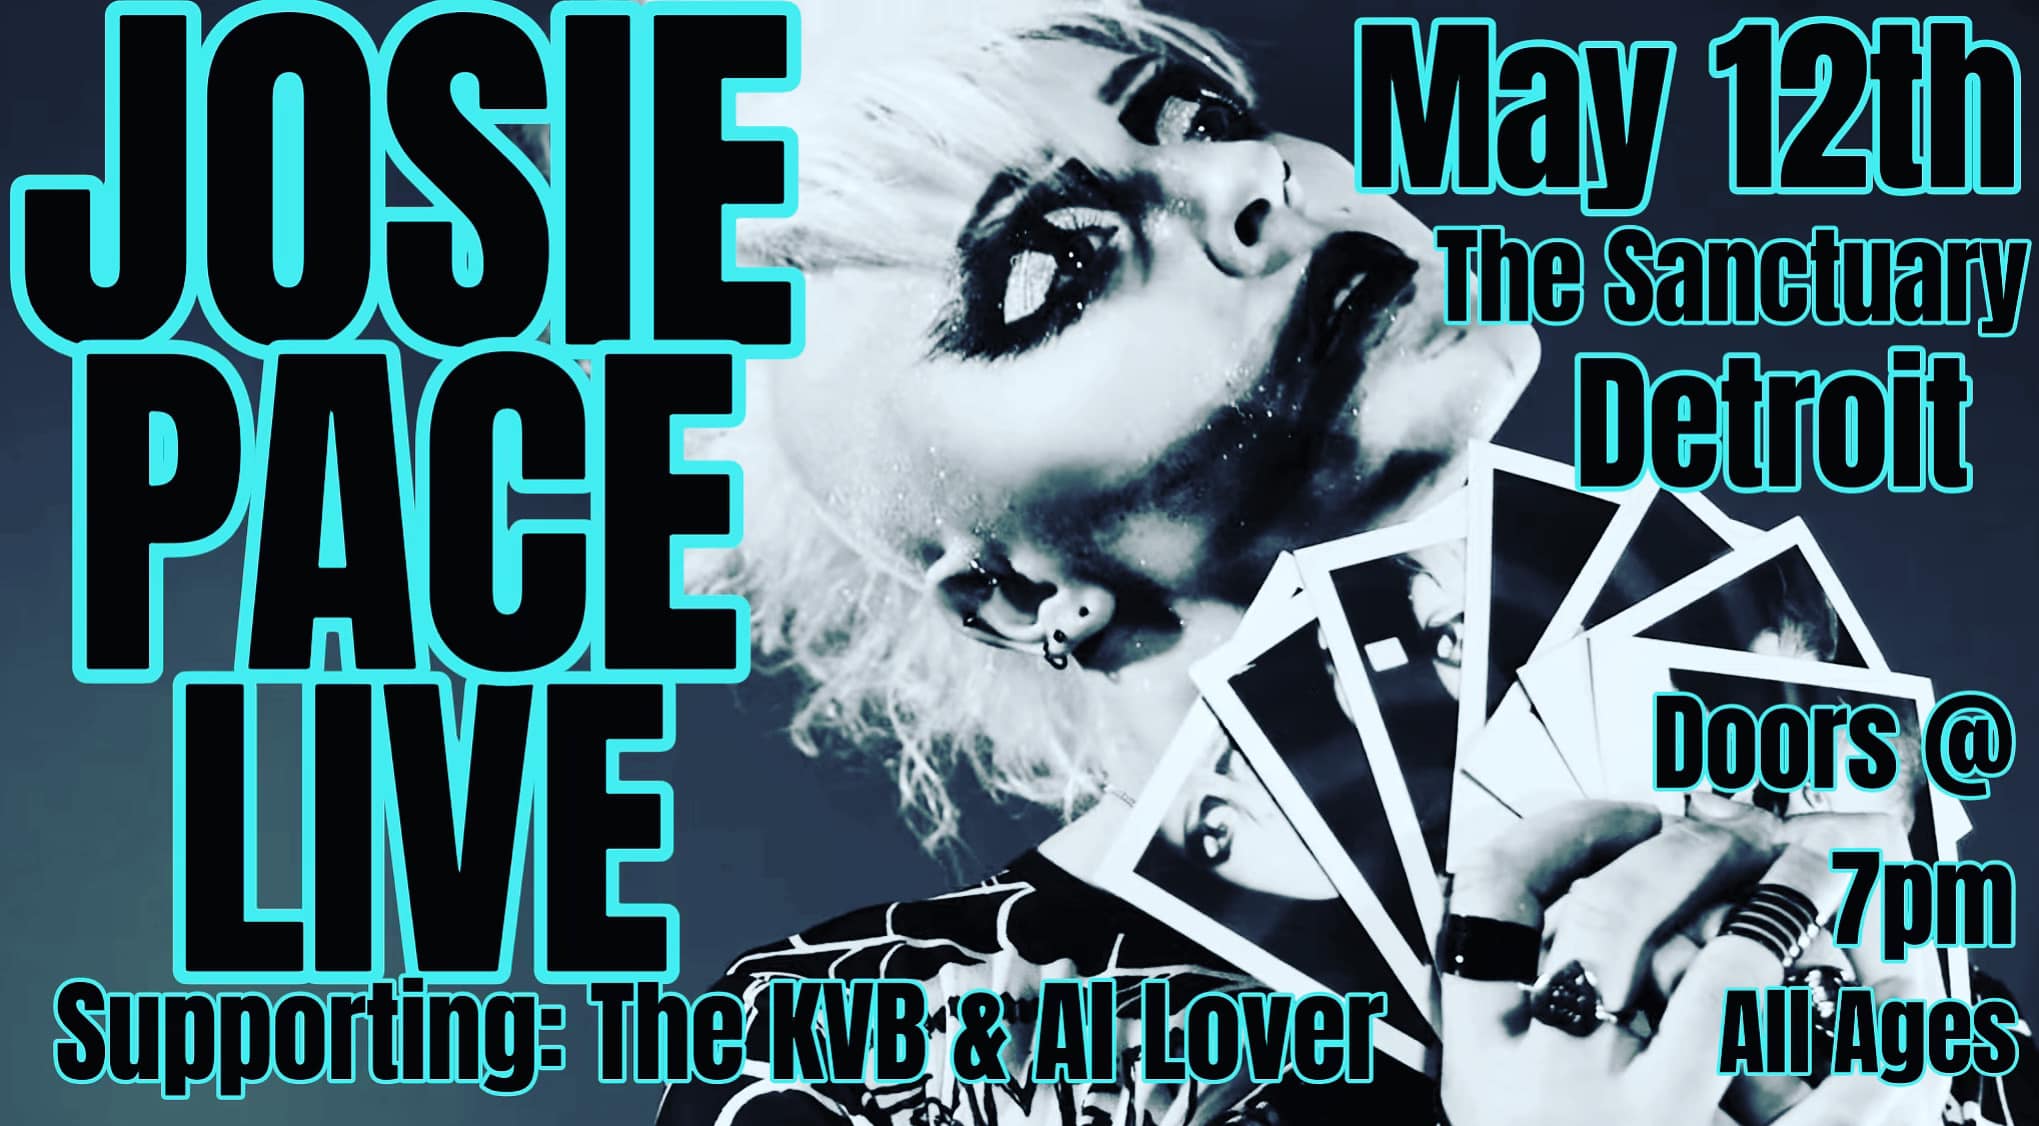 JOSIE
PACE
LIVE
May 12th
The Sanctuary
Detroit
Doors @
7pm
All Ages
Supporting: The KVB & Al Lover